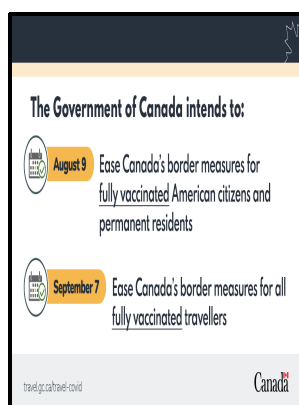 The Government of Canada intends to:
August 9
Ease Canada's border measures for
fully vaccinated American citizens and
permanent residents
September 7
Ease Canada's border measures for all
fully vaccinated travellers
travel.gc.ca/travel-covid
Canada